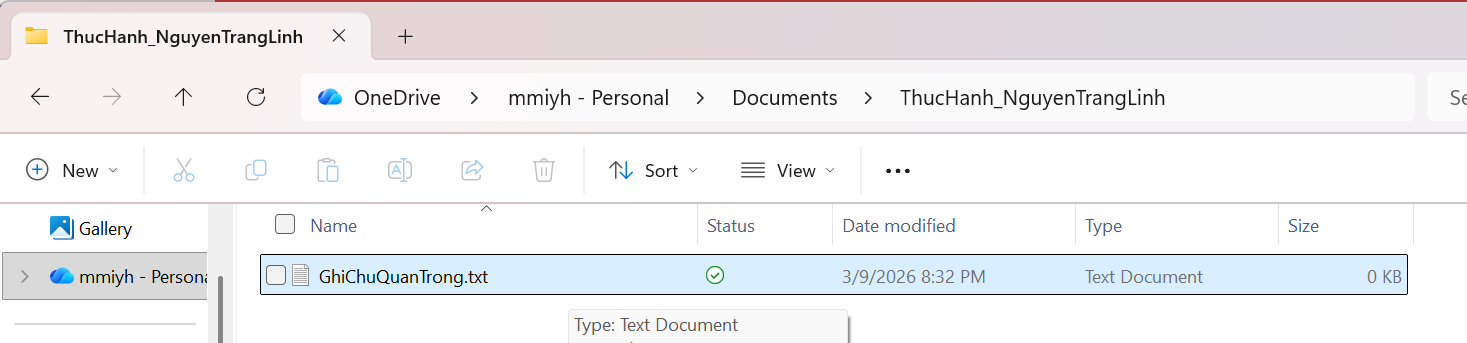 ThucHanh_NguyenTrangLinh
OneDrive > mmiyh - Personal > Documents > ThucHanh_NguyenTrangLinh
Se
New Sort View
Gallery
mmiyh - Persona
Name Status Date modified Type Size
GhiChuQuanTrong.txt 3/9/2026 8:32 PM Text Document 0 KB
Type: Text Document